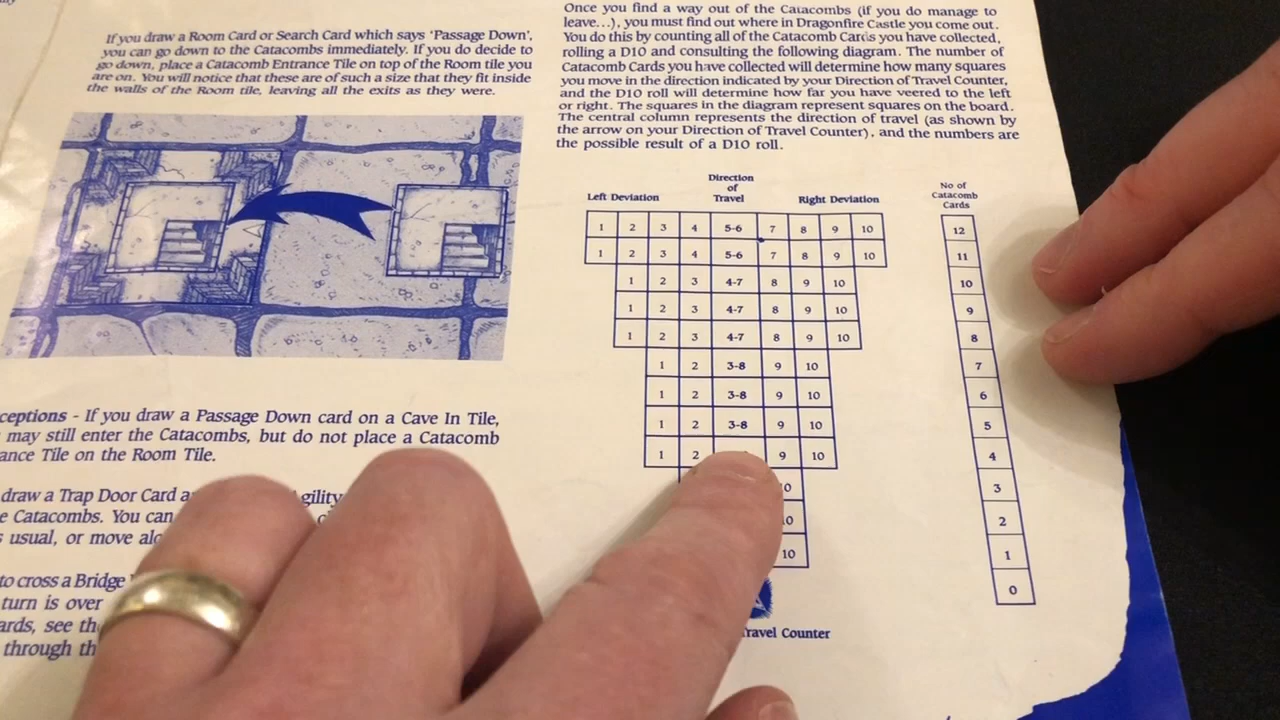 If you draw a Room Card or Search Card which says 'Passage Down',
you can go down to the Catacombs immediately. If you do decide to
go down, place a Catacomb Entrance Tile on top of the Room tile you
are on. You will notice that these are of such a size that they fit inside
the walls of the Room tile, leaving all the exits as they were.
ceptions - If you draw a Passage Down card on a Cave In Tile,
may still enter the Catacombs, but do not place a Catacomb
ance Tile on the Room Tile.
draw a Trap Door Card a gility
e Catacombs. You can
s usual, or move alo
to cross a Bridge
turn is over
ards, see th
through th
Once you find a way out of the Catacombs (if you do manage to
leave...), you must find out where in Dragonfire Castle you come out.
You do this by counting all of the Catacomb Cards you have collected,
rolling a D10 and consulting the following diagram. The number of
Catacomb Cards you have collected will determine how many squares
you move in the direction indicated by your Direction of Travel Counter,
and the D10 roll will determine how far you have veered to the left
or right. The squares in the diagram represent squares on the board.
The central column represents the direction of travel (as shown by
the arrow on your Direction of Travel Counter), and the numbers are
the possible result of a D10 roll.
Left Deviation
Direction
of
Travel
Right Deviation
No of
Catacomb
Cards
1 2 3 4 5-6 7 8 9 10 12
1 2 3 4 5-6 7 8 9 10 11
1 2 3 4-7 8 9 10 10
1 2 3 4-7 8 9 10 9
1 2 3 4-7 8 9 10 8
1 2 3-8 9 10 7
1 2 3-8 9 10 6
1 2 3-8 9 10 5
1 2 9 10 4
0 3
10 2
10 1
0
Travel Counter